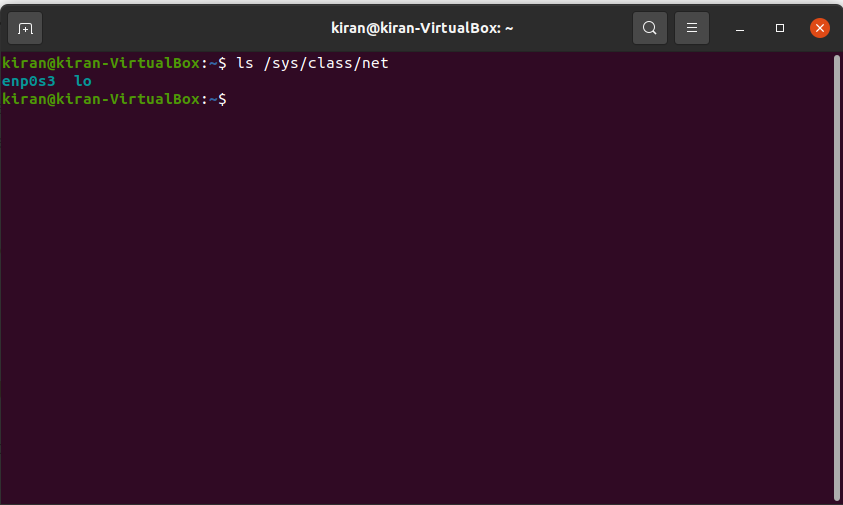 kiran@kiran-VirtualBox: ~
kiran@kiran-VirtualBox:~$ ls /sys/class/net
enp0s3  lo
kiran@kiran-VirtualBox:~$